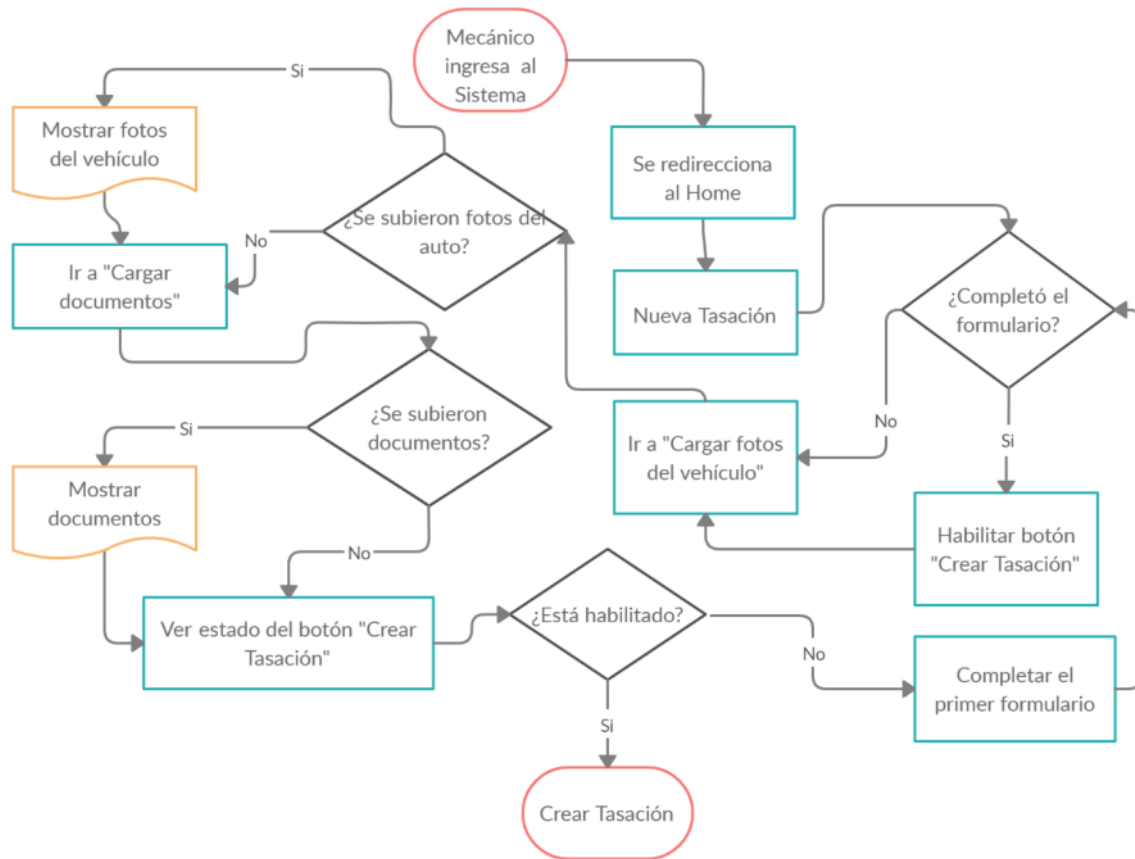 Mecánico
ingresa al
Sistema
Se redirecciona
al Home
Nueva Tasación
¿Completó el
formulario?
No
Si
Habilitar botón
"Crear Tasación"
Ir a "Cargar fotos
del vehículo"
¿Se subieron fotos del
auto?
Si
No
Mostrar fotos
del vehículo
Ir a "Cargar
documentos"
¿Se subieron
documentos?
Si
No
Mostrar
documentos
Ver estado del botón "Crear
Tasación"
¿Está habilitado?
No
Si
Completar el
primer formulario
Crear Tasación